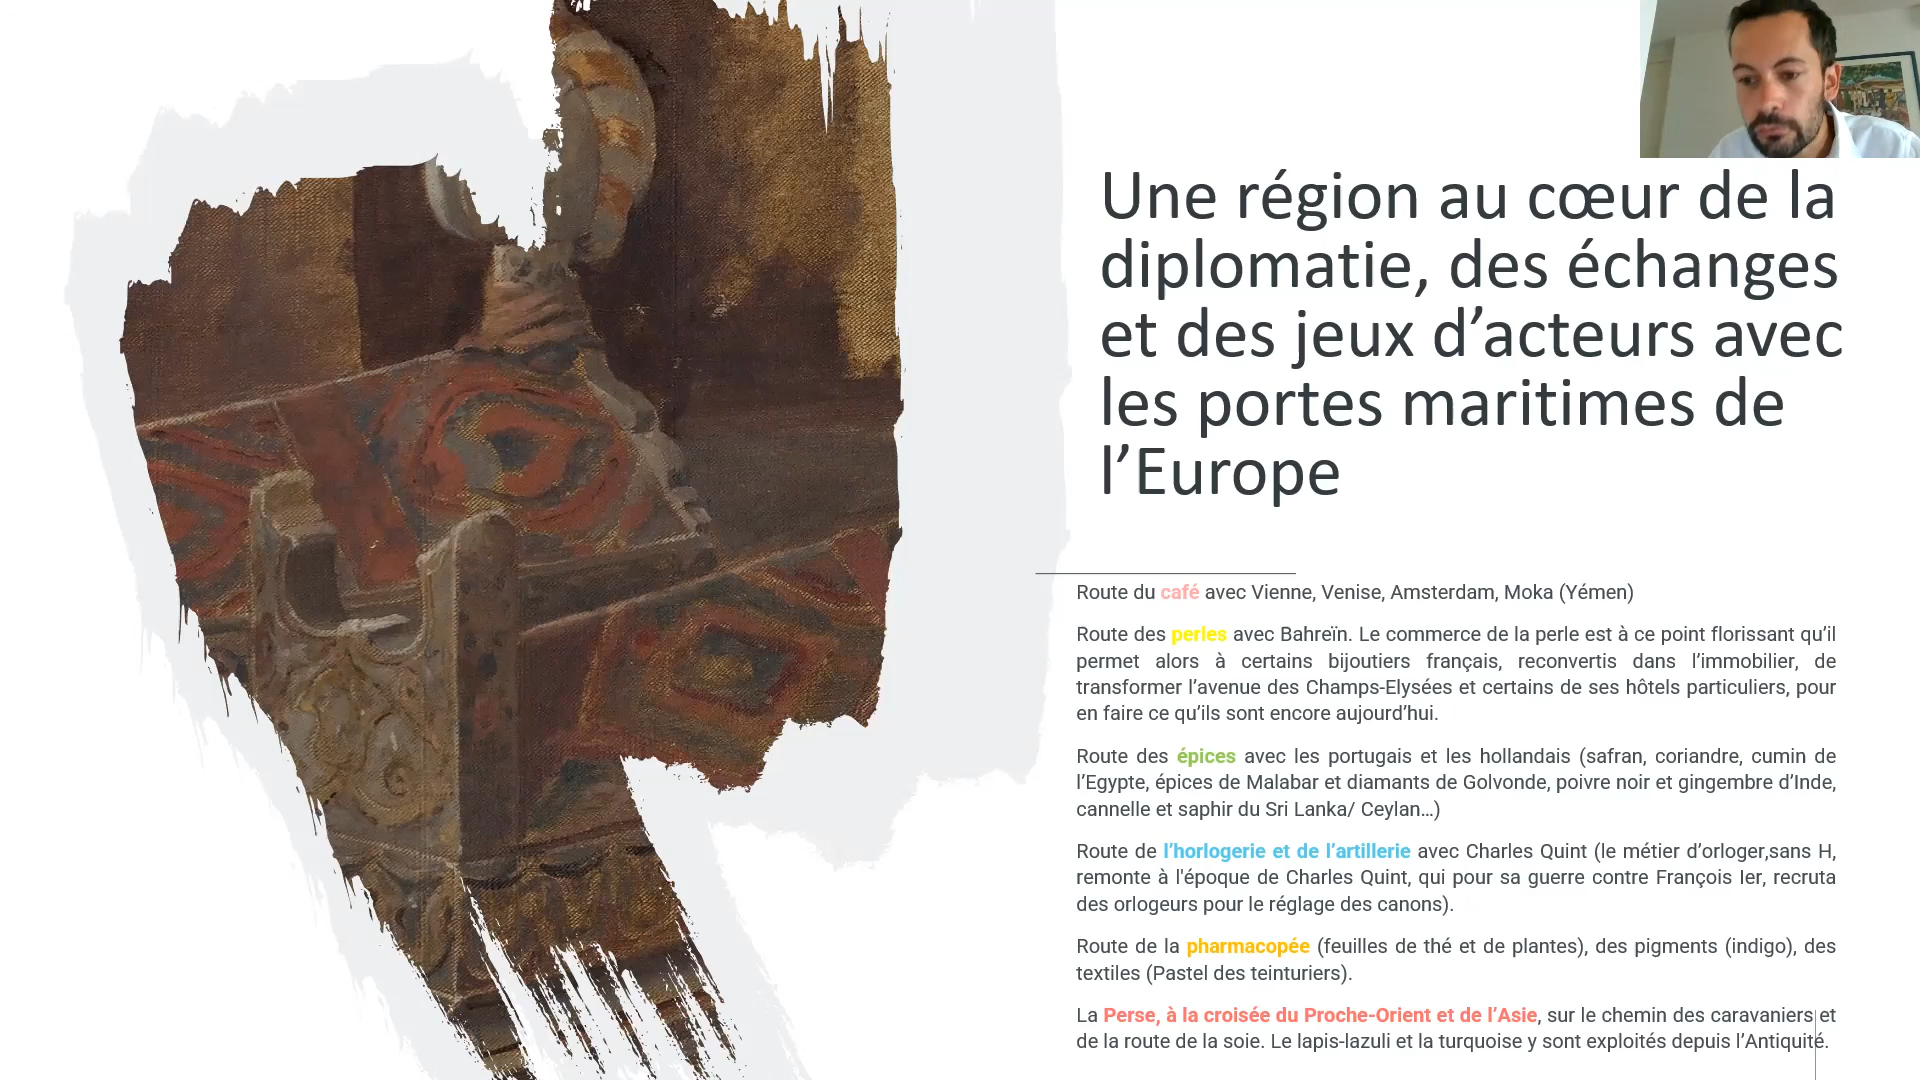 Une région au cœur de la
diplomatie, des échanges
et des jeux d’acteurs avec
les portes maritimes de
l’Europe
Route du café avec Vienne, Venise, Amsterdam, Moka (Yémen)
Route des perles avec Bahreïn. Le commerce de la perle est à ce point florissant qu’il
permet alors à certains bijoutiers français, reconvertis dans l’immobilier, de
transformer l’avenue des Champs-Elysées et certains de ses hôtels particuliers, pour
en faire ce qu’ils sont encore aujourd’hui.
Route des épices avec les portugais et les hollandais (safran, coriandre, cumin de
l’Egypte, épices de Malabar et diamants de Golvonde, poivre noir et gingembre d’Inde,
cannelle et saphir du Sri Lanka/ Ceylan…)
Route de l’horlogerie et de l’artillerie avec Charles Quint (le métier d’orloger,sans H,
remonte à l'époque de Charles Quint, qui pour sa guerre contre François Ier, recruta
des orlogeurs pour le réglage des canons).
Route de la pharmacopée (feuilles de thé et de plantes), des pigments (indigo), des
textiles (Pastel des teinturiers).
La Perse, à la croisée du Proche-Orient et de l’Asie, sur le chemin des caravaniers et
de la route de la soie. Le lapis-lazuli et la turquoise y sont exploités depuis l’Antiquité.